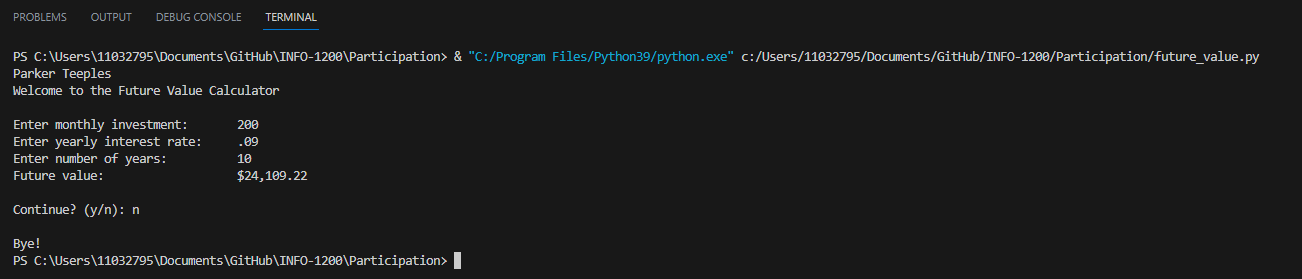 PROBLEMS OUTPUT DEBUG CONSOLE TERMINAL
PS C:\Users\11032795\Documents\GitHub\INFO-1200\Participation> & "C:/Program Files/Python39/python.exe" c:/Users/11032795/Documents/GitHub/INFO-1200/Participation/future_value.py
Parker Teeples
Welcome to the Future Value Calculator
Enter monthly investment: 200
Enter yearly interest rate: .09
Enter number of years: 10
Future value: $24,109.22
Continue? (y/n): n
Bye!
PS C:\Users\11032795\Documents\GitHub\INFO-1200\Participation>